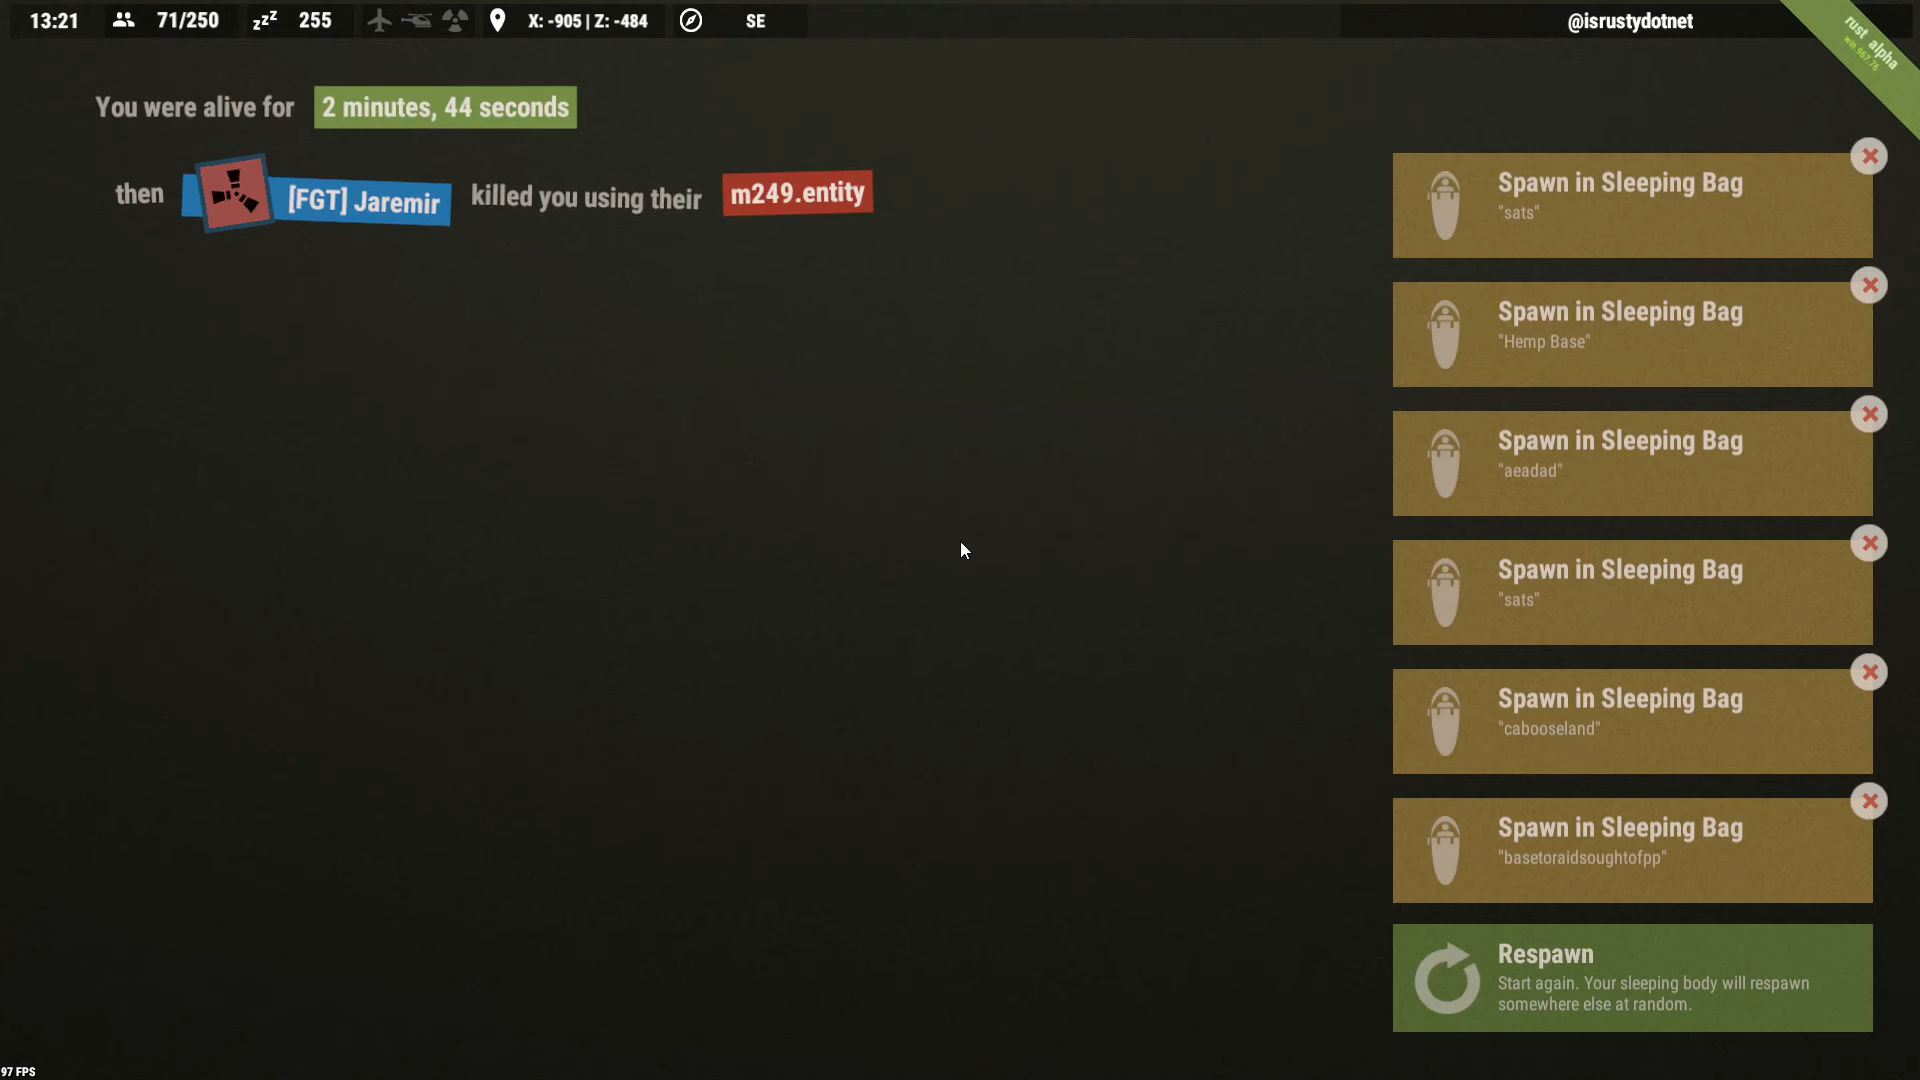 13:21 71/250 zzZ 255 X: -905 | Z: -484 SE @isrustydotnet
rust alpha
You were alive for 2 minutes, 44 seconds
then [FGT] Jaremir killed you using their m249.entity
Spawn in Sleeping Bag
"sats"
Spawn in Sleeping Bag
"Hemp Base"
Spawn in Sleeping Bag
"aeadad"
Spawn in Sleeping Bag
"sats"
Spawn in Sleeping Bag
"cabooseland"
Spawn in Sleeping Bag
"basetoraidsoughtofpp"
Respawn
Start again. Your sleeping body will respawn
somewhere else at random.
97 FPS